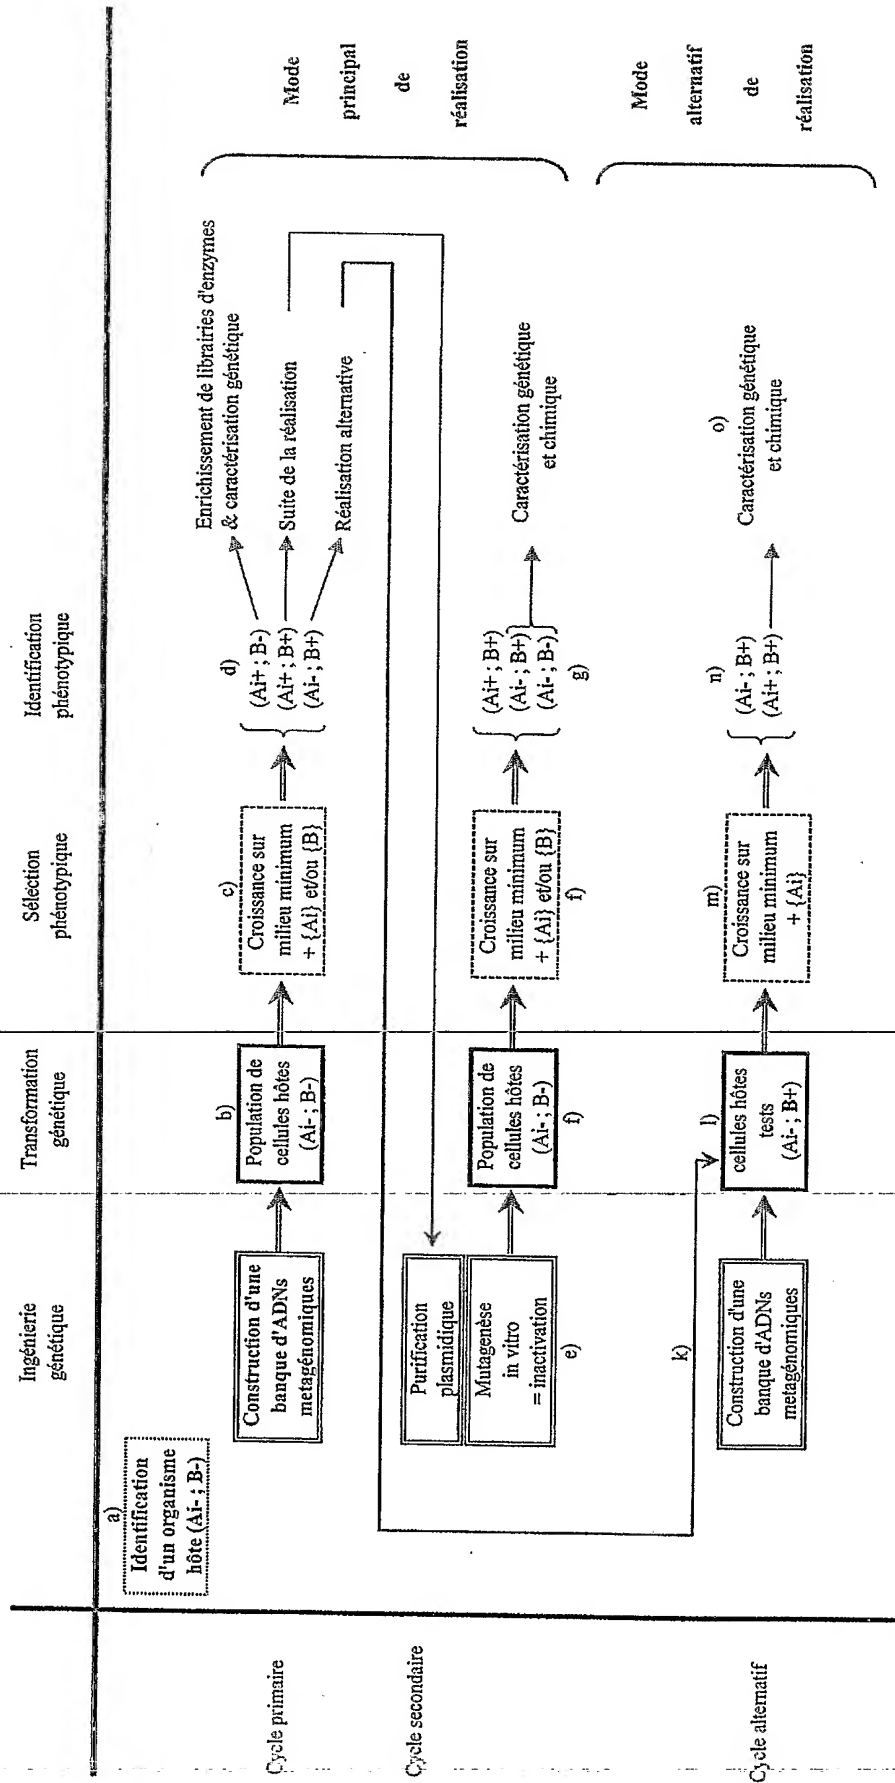 Ingénierie
génétique
Transformation
génétique
Sélection
phénotypique
Identification
phénotypique
a)
Identification
d'un organisme
hôte (Ai- ; B-)
Cycle primaire
Construction d'une
banque d'ADNs
metagénomiques
b)
Population de
cellules hôtes
(Ai- ; B-)
c)
Croissance sur
milieu minimum
+ {Ai} et/ou {B}
d)
(Ai+ ; B-)
(Ai+ ; B+)
(Ai- ; B+)
Enrichissement de librairies d'enzymes
& caractérisation génétique
Suite de la réalisation
Réalisation alternative
Mode
principal
de
réalisation
Cycle secondaire
Purification
plasmidique
Mutagenèse
in vitro
= inactivation
e)
Population de
cellules hôtes
(Ai- ; B-)
f)
Croissance sur
milieu minimum
+ {Ai} et/ou {B}
f)
(Ai+ ; B+)
(Ai- ; B+)
(Ai- ; B-)
g)
Caractérisation génétique
et chimique
k)
Cycle alternatif
Construction d'une
banque d'ADNs
metagénomiques
l)
cellules hôtes
tests
(Ai- ; B+)
m)
Croissance sur
milieu minimum
+ {Ai}
n)
(Ai- ; B+)
(Ai+ ; B+)
o)
Caractérisation génétique
et chimique
Mode
alternatif
de
réalisation